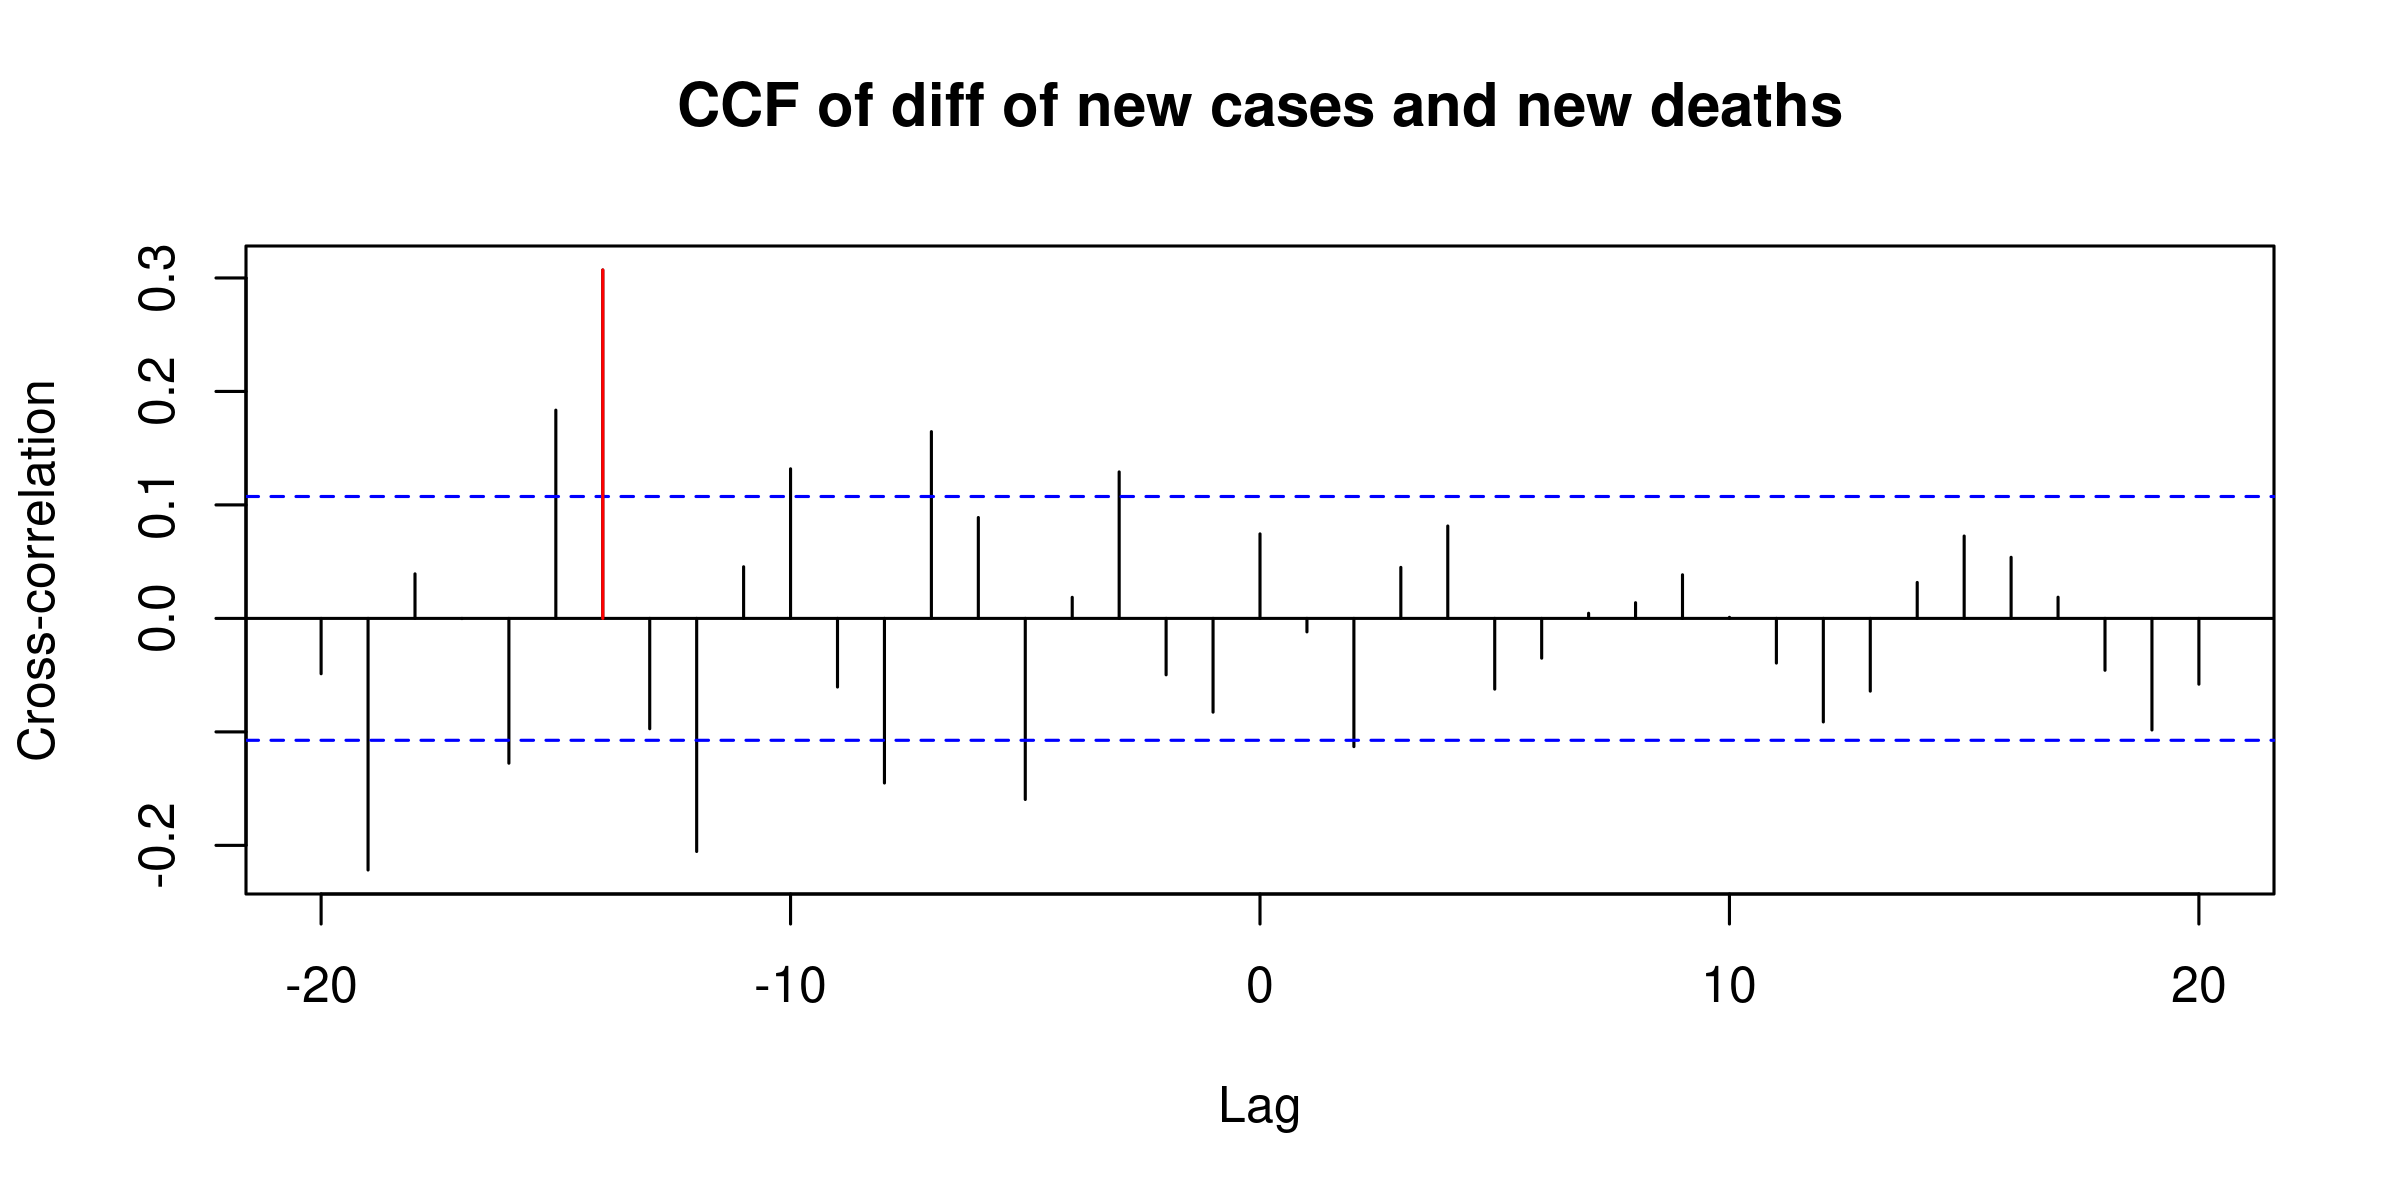 CCF of diff of new cases and new deaths
Cross-correlation
0.3
0.2
0.1
0.0
-0.2
-20 -10 0 10 20
Lag